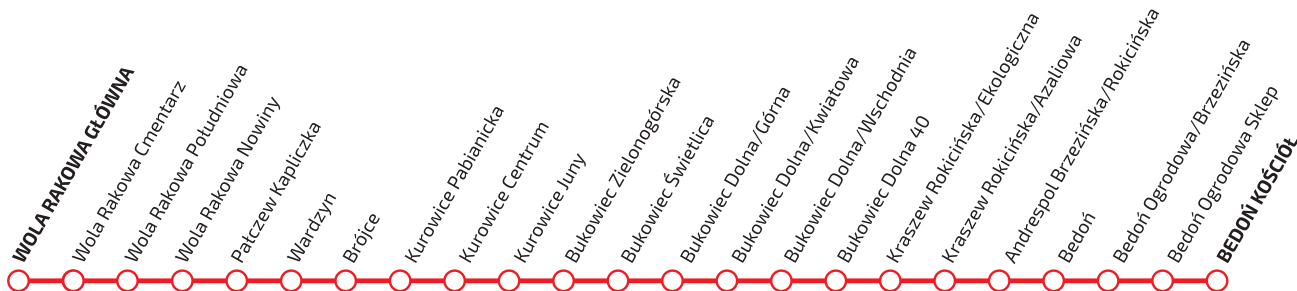 WOLA RAKOWA GŁÓWNA
Wola Rakowa Cmentarz
Wola Rakowa Południowa
Wola Rakowa Nowiny
Pałczew Kapliczka
Wardzyn
Brójce
Kurowice Pabianicka
Kurowice Centrum
Kurowice Juny
Bukowiec Zielonogórska
Bukowiec Świetlica
Bukowiec Dolna/Górna
Bukowiec Dolna/Kwiatowa
Bukowiec Dolna/Wschodnia
Bukowiec Dolna 40
Kraszew Rokicińska/Ekologiczna
Kraszew Rokicińska/Azaliowa
Andrespol Brzezińska/Rokicińska
Bedoń
Bedoń Ogrodowa/Brzezińska
Bedoń Ogrodowa Sklep
BEDOŃ KOŚCIÓŁ